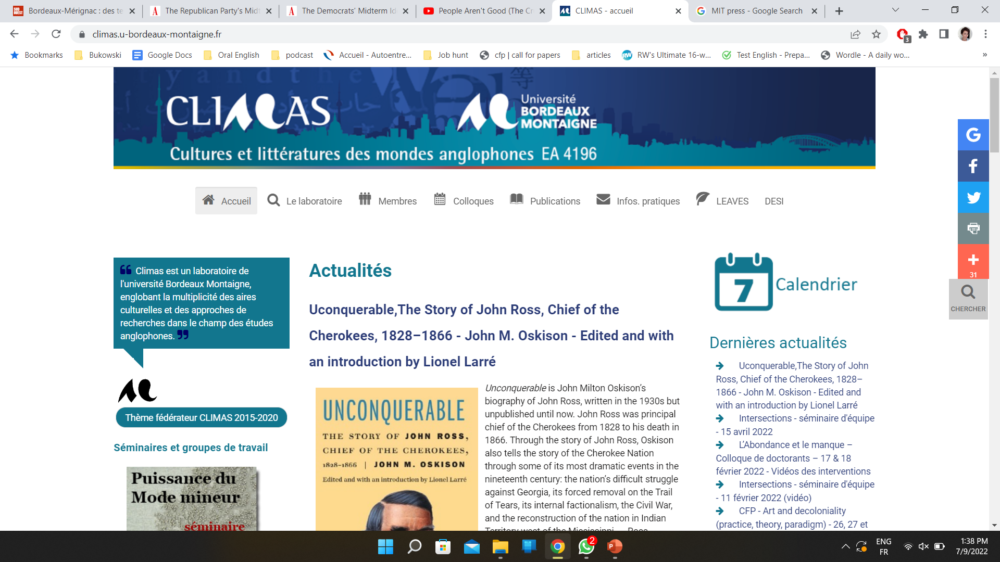 Bordeaux-Mérignac : des te
The Republican Party's Midt
The Democrats' Midterm Id
People Aren't Good (The Cr
CLIMAS - accueil
MIT press - Google Search
climas.u-bordeaux-montaigne.fr
3
Bookmarks
Bukowski
Google Docs
Oral English
podcast
Accueil - Autoentre...
Job hunt
cfp | call for papers
articles
RW's Ultimate 16-w...
Test English - Prepa...
Wordle - A daily wo...
»
CLIMAS
Université
BORDEAUX
MONTAIGNE
Cultures et littératures des mondes anglophones EA 4196
Accueil
Le laboratoire
Membres
Colloques
Publications
Infos. pratiques
LEAVES
DESI
31
CHERCHER
Climas est un laboratoire de
l'université Bordeaux Montaigne,
englobant la multiplicité des aires
culturelles et des approches de
recherches dans le champ des études
anglophones.
Thème fédérateur CLIMAS 2015-2020
Séminaires et groupes de travail
Puissance du
Mode mineur
séminaire
Actualités
Uconquerable,The Story of John Ross, Chief of the
Cherokees, 1828–1866 - John M. Oskison - Edited and with
an introduction by Lionel Larré
UNCONQUERABLE
THE STORY OF JOHN ROSS,
CHIEF OF THE CHEROKEES,
1828–1866 | JOHN M. OSKISON
Edited and with an introduction by Lionel Larré
Unconquerable is John Milton Oskison's
biography of John Ross, written in the 1930s but
unpublished until now. John Ross was principal
chief of the Cherokees from 1828 to his death in
1866. Through the story of John Ross, Oskison
also tells the story of the Cherokee Nation
through some of its most dramatic events in the
nineteenth century: the nation's difficult struggle
against Georgia, its forced removal on the Trail
of Tears, its internal factionalism, the Civil War,
and the reconstruction of the nation in Indian
Territory west of the Mississippi. Ross
7
Calendrier
Dernières actualités
Uconquerable,The Story of John
Ross, Chief of the Cherokees, 1828–
1866 - John M. Oskison - Edited and
with an introduction by Lionel Larré
Intersections - séminaire d'équipe
- 15 avril 2022
L'Abondance et le manque –
Colloque de doctorants – 17 & 18
février 2022 - Vidéos des interventions
Intersections - séminaire d'équipe
- 11 février 2022 (vidéo)
CFP - Art and decoloniality
(practice, theory, paradigm) - 26, 27 et
2
ENG
FR
1:38 PM
7/9/2022